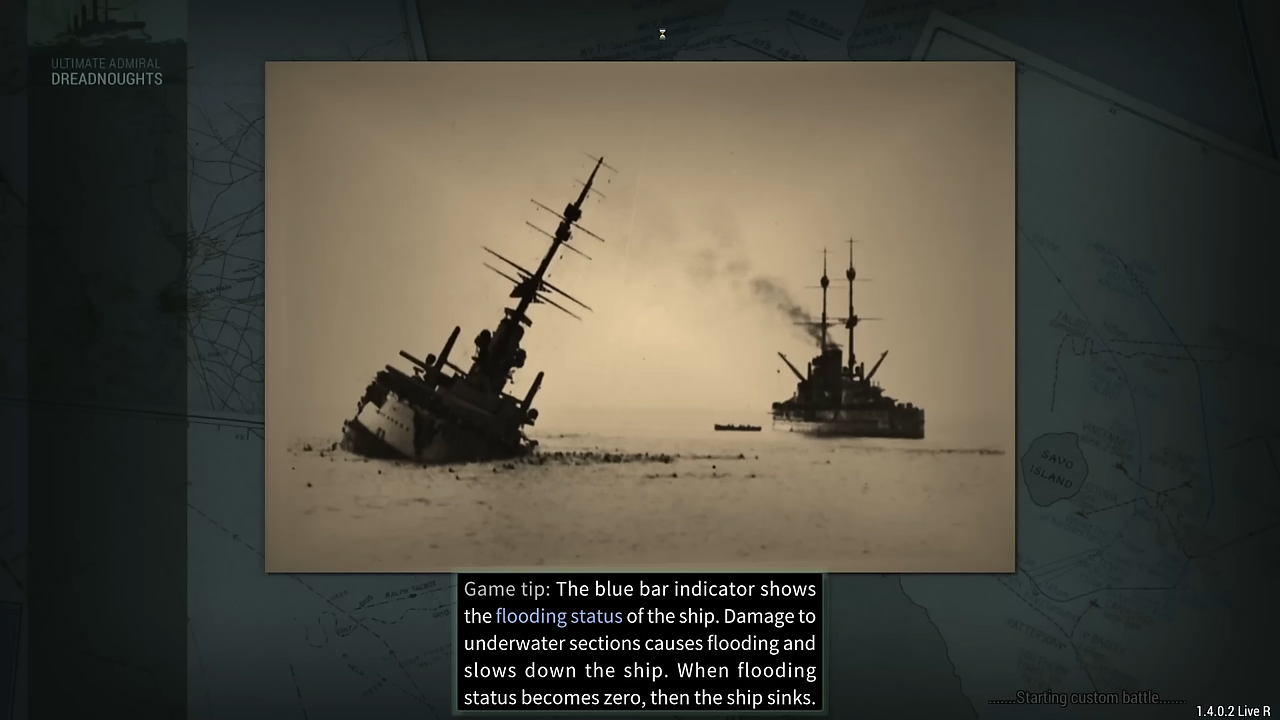 ULTIMATE ADMIRAL
DREADNOUGHTS
SAVO
ISLAND
Game tip: The blue bar indicator shows
the flooding status of the ship. Damage to
underwater sections causes flooding and
slows down the ship. When flooding
status becomes zero, then the ship sinks.
.......Starting custom battle.......
1.4.0.2 Live R